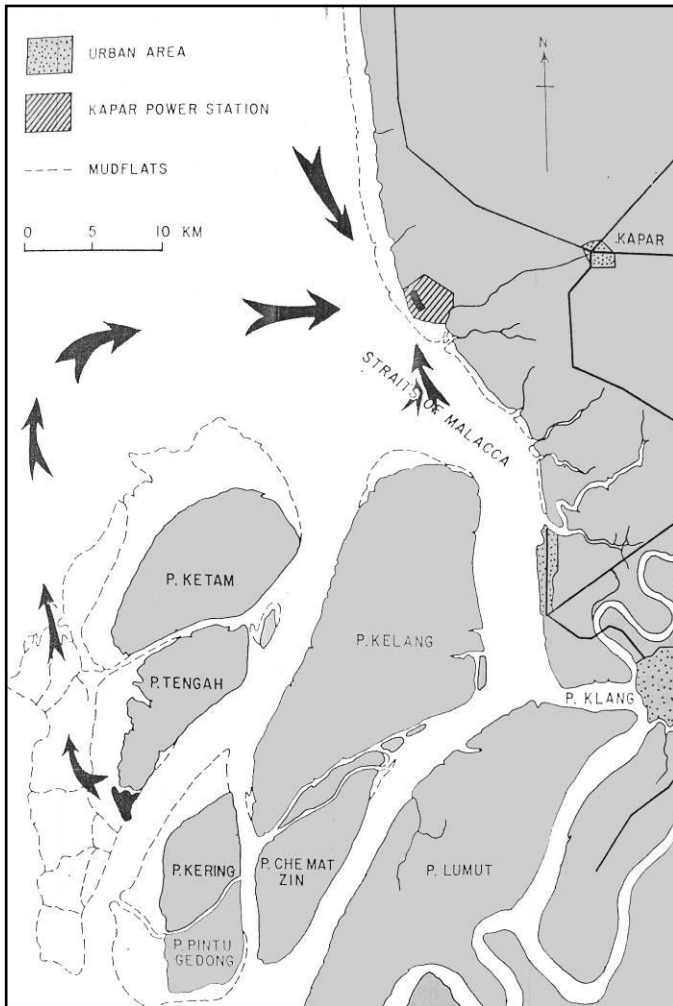 URBAN AREA
KAPAR POWER STATION
MUDFLATS
0 5 10 KM
N
KAPAR
STRAITS OF MALACCA
P. KETAM
P. KELANG
P. TENGAH
P. KLANG
P. KERING
P. CHE MAT
ZIN
P. LUMUT
P. PINTU
GEDONG